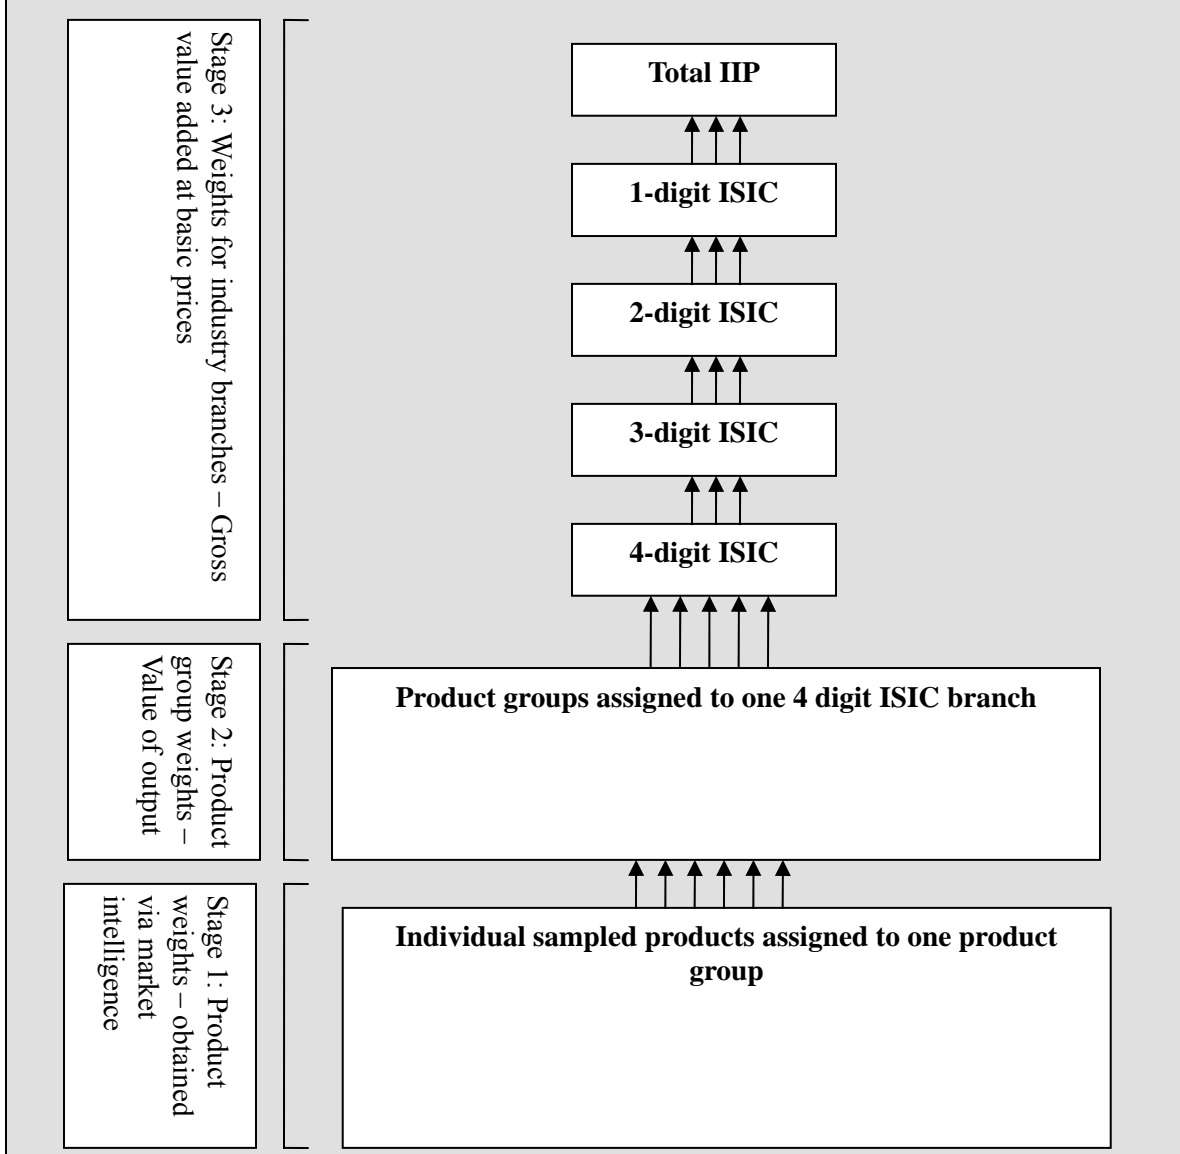 Stage 3: Weights for industry branches – Gross
value added at basic prices
Total IIP
1-digit ISIC
2-digit ISIC
3-digit ISIC
4-digit ISIC
Stage 2: Product
group weights –
Value of output
Product groups assigned to one 4 digit ISIC branch
Stage 1: Product
weights – obtained
via market
intelligence
Individual sampled products assigned to one product
group